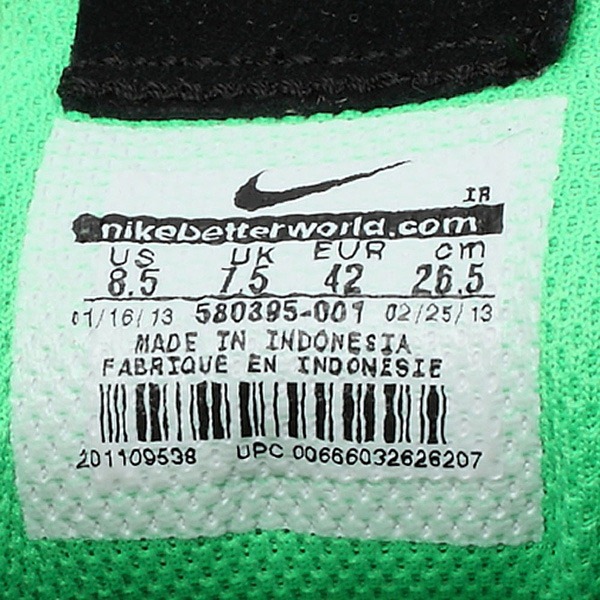 IA
nikebetterworld.com
US UK EUR cm
8.5 7.5 42 26.5
01/16/13 580395-001 02/25/13
MADE IN INDONESIA
FABRIQUE EN INDONESIE
201109538 UPC 00666032626207